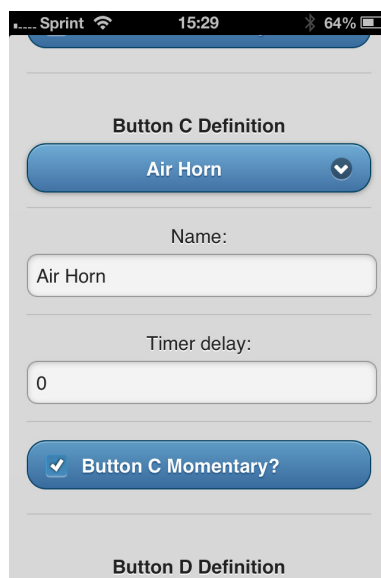 Sprint 15:29 64%
Button C Definition
Air Horn
Name:
Air Horn
Timer delay:
0
Button C Momentary?
Button D Definition